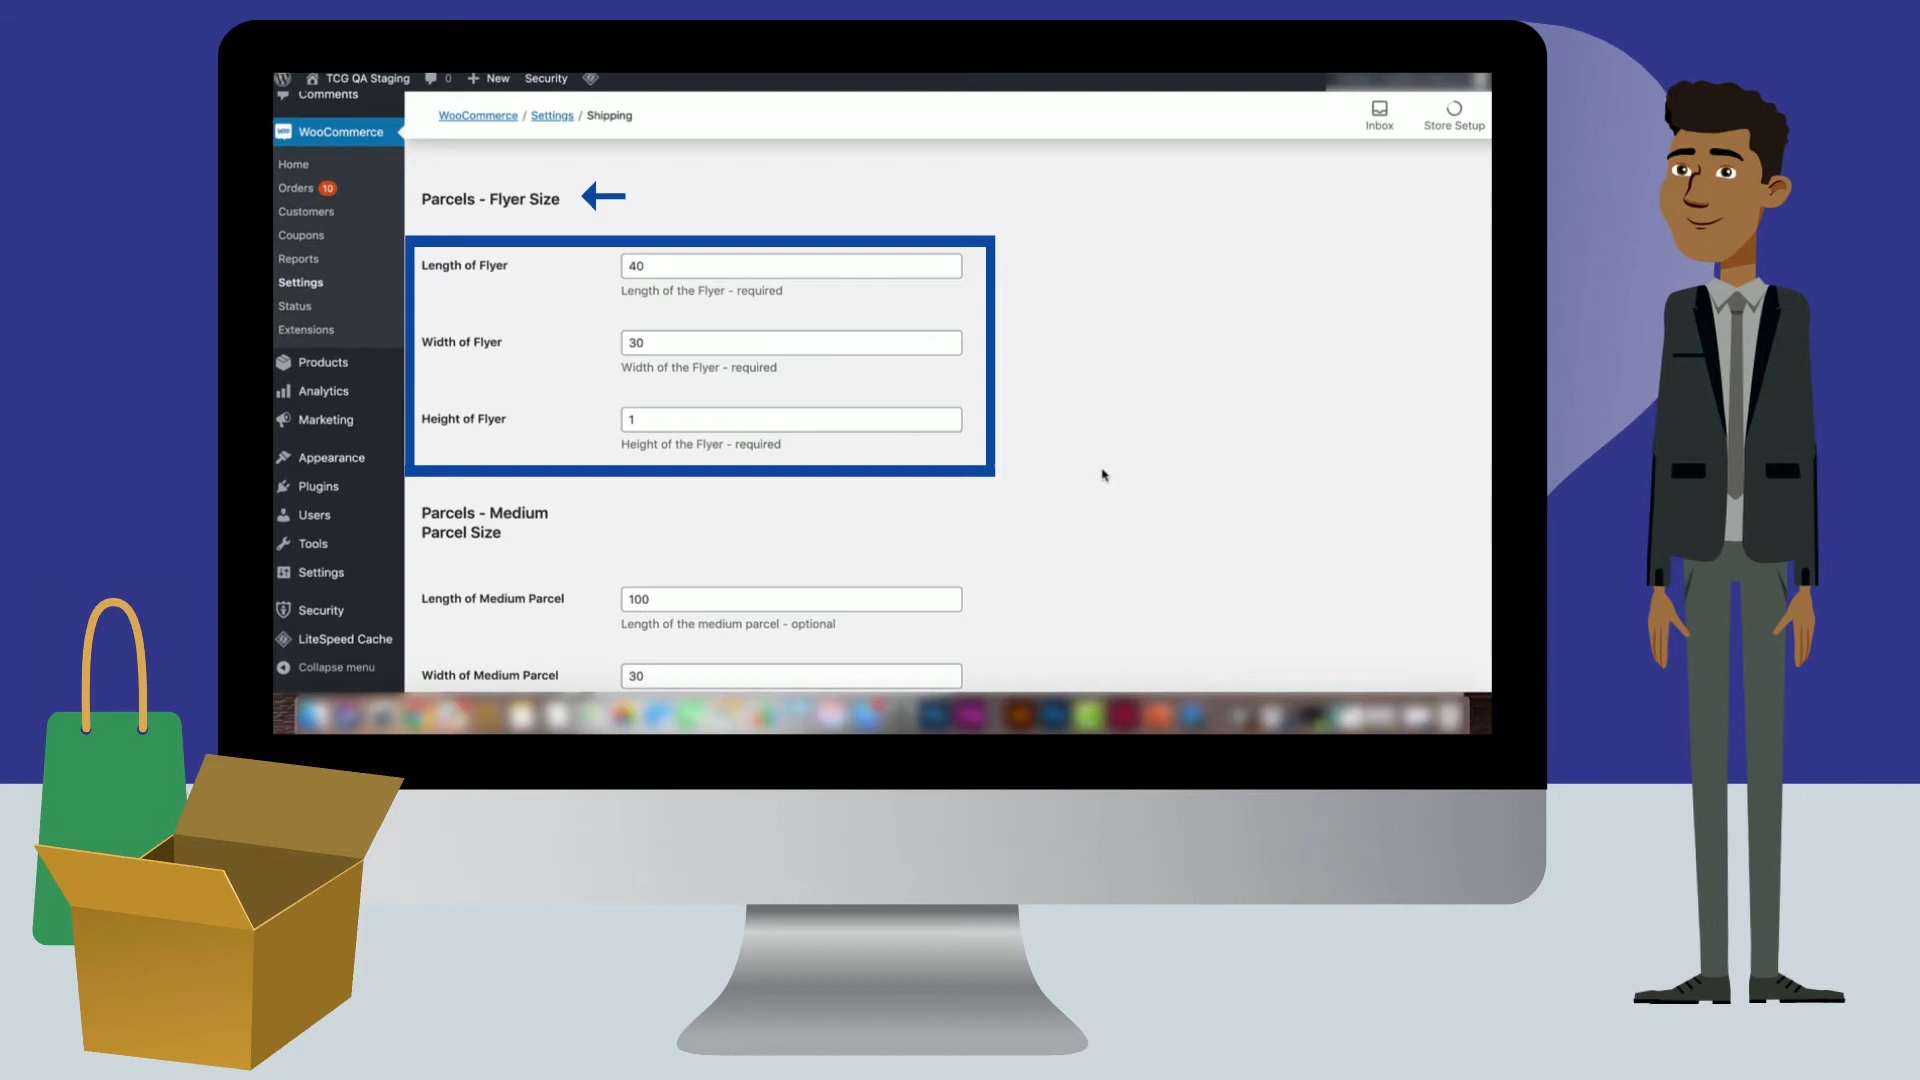 TCG QA Staging 0 New Security
Comments
WooCommerce
Home
Orders 10
Customers
Coupons
Reports
Settings
Status
Extensions
Products
Analytics
Marketing
Appearance
Plugins
Users
Tools
Settings
Security
LiteSpeed Cache
Collapse menu
WooCommerce / Settings / Shipping
Inbox
Store Setup
Parcels - Flyer Size
Length of Flyer
40
Length of the Flyer - required
Width of Flyer
30
Width of the Flyer - required
Height of Flyer
1
Height of the Flyer - required
Parcels - Medium
Parcel Size
Length of Medium Parcel
100
Length of the medium parcel - optional
Width of Medium Parcel
30